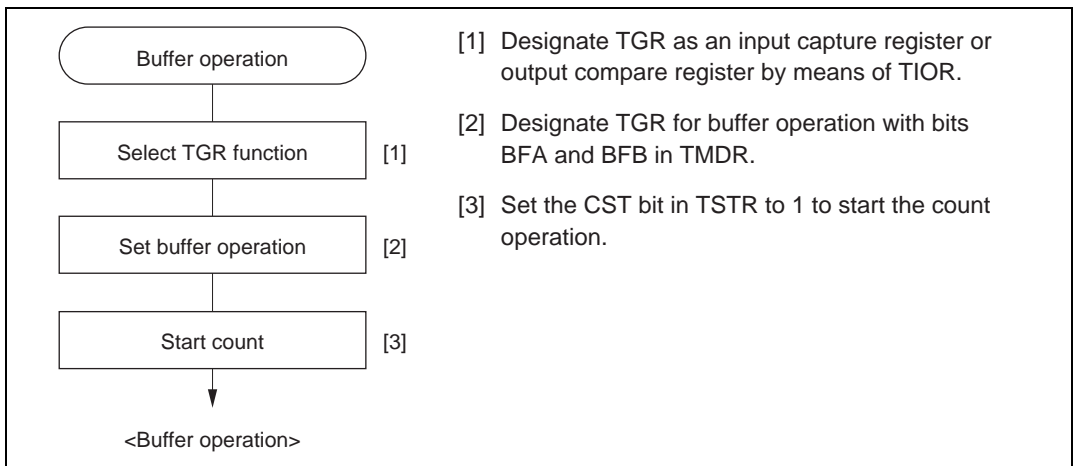 Buffer operation
Select TGR function
[1]
Set buffer operation
[2]
Start count
[3]
<Buffer operation>
[1] Designate TGR as an input capture register or
output compare register by means of TIOR.
[2] Designate TGR for buffer operation with bits
BFA and BFB in TMDR.
[3] Set the CST bit in TSTR to 1 to start the count
operation.